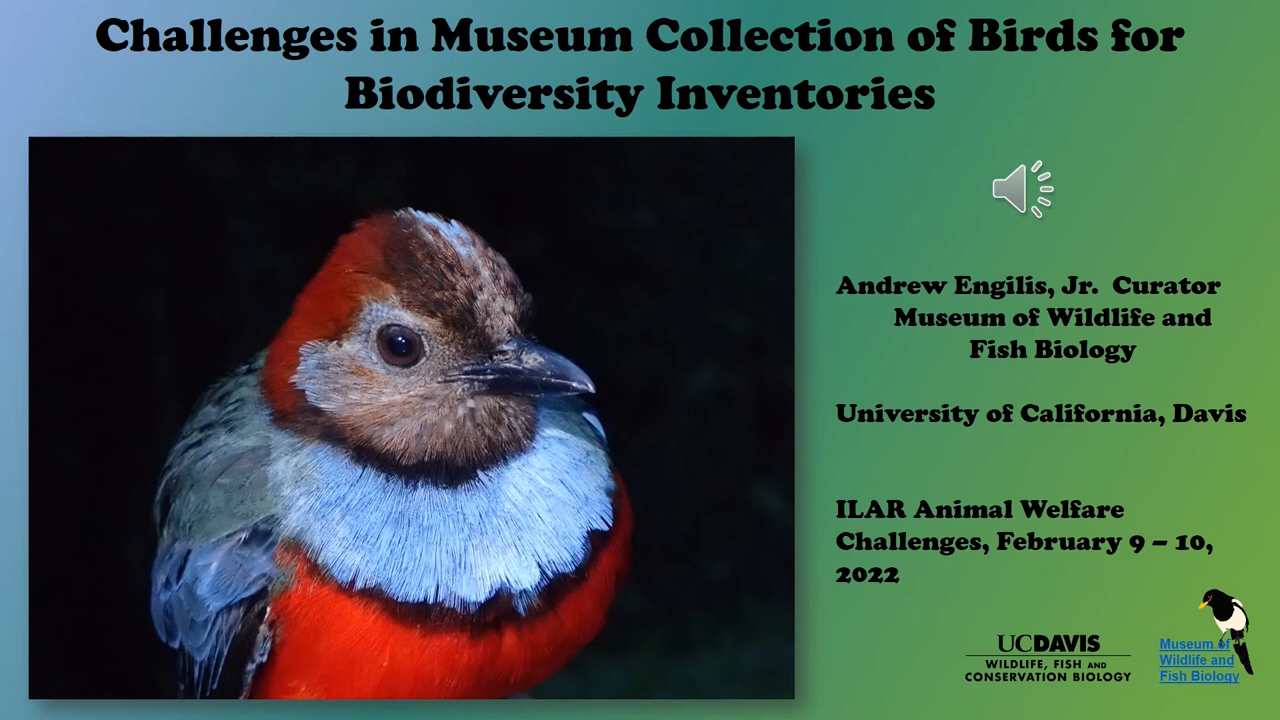 Challenges in Museum Collection of Birds for
Biodiversity Inventories
Andrew Engilis, Jr. Curator
Museum of Wildlife and
Fish Biology
University of California, Davis
ILAR Animal Welfare
Challenges, February 9 – 10,
2022
UCDAVIS
WILDLIFE, FISH AND
CONSERVATION BIOLOGY
Museum of
Wildlife and
Fish Biology